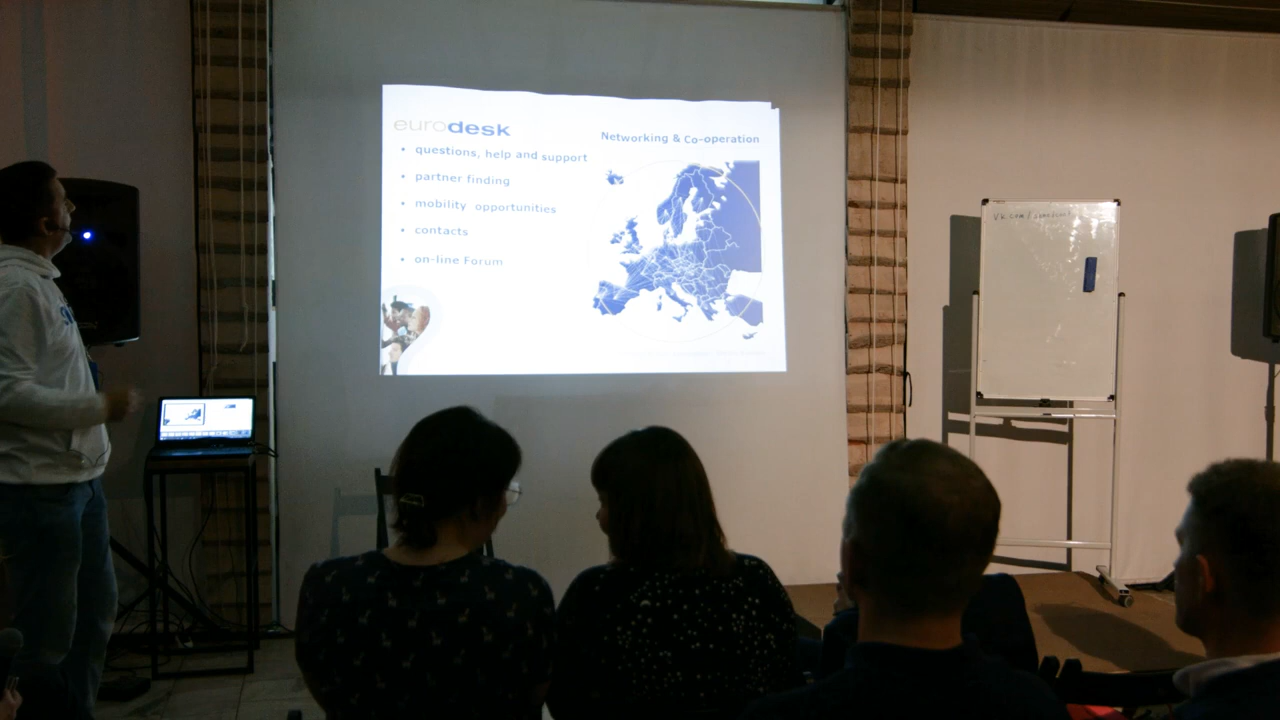 eurodesk
• questions, help and support
• partner finding
• mobility opportunities
• contacts
• on-line Forum
Networking & Co-operation